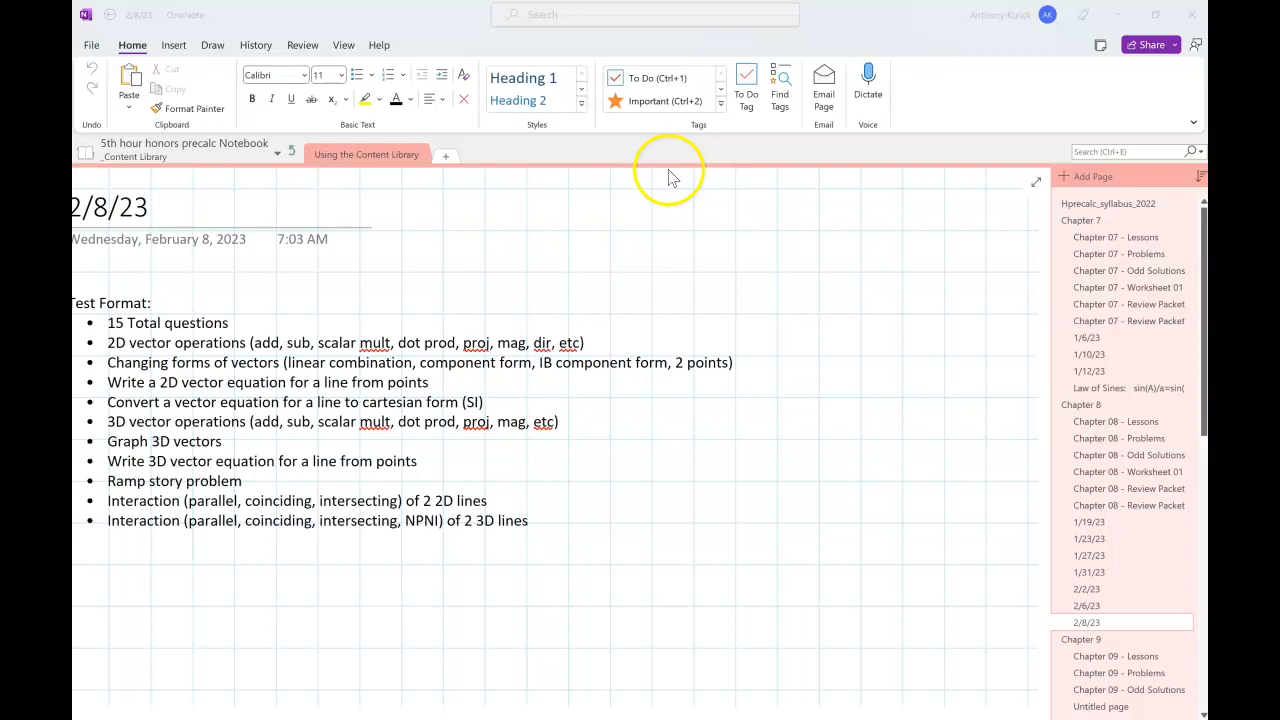 2/8/23 OneNote
Search
Anthony Kulick AK
File Home Insert Draw History Review View Help
Share
Undo
Paste
Cut
Copy
Format Painter
Clipboard
Calibri 11
B I U ab x₂ A
Basic Text
Heading 1
Heading 2
Styles
To Do (Ctrl+1)
Important (Ctrl+2)
To Do Tag
Find Tags
Tags
Email Page
Email
Dictate
Voice
5th hour honors precalc Notebook
_Content Library
Using the Content Library
Search (Ctrl+E)
2/8/23
Wednesday, February 8, 2023 7:03 AM
Test Format:
• 15 Total questions
• 2D vector operations (add, sub, scalar mult, dot prod, proj, mag, dir, etc)
• Changing forms of vectors (linear combination, component form, IB component form, 2 points)
• Write a 2D vector equation for a line from points
• Convert a vector equation for a line to cartesian form (SI)
• 3D vector operations (add, sub, scalar mult, dot prod, proj, mag, etc)
• Graph 3D vectors
• Write 3D vector equation for a line from points
• Ramp story problem
• Interaction (parallel, coinciding, intersecting) of 2 2D lines
• Interaction (parallel, coinciding, intersecting, NPNI) of 2 3D lines
Add Page
Hprecalc_syllabus_2022
Chapter 7
Chapter 07 - Lessons
Chapter 07 - Problems
Chapter 07 - Odd Solutions
Chapter 07 - Worksheet 01
Chapter 07 - Review Packet
Chapter 07 - Review Packet
1/6/23
1/10/23
1/12/23
Law of Sines: sin(A)/a=sin(
Chapter 8
Chapter 08 - Lessons
Chapter 08 - Problems
Chapter 08 - Odd Solutions
Chapter 08 - Worksheet 01
Chapter 08 - Review Packet
Chapter 08 - Review Packet
1/19/23
1/23/23
1/27/23
1/31/23
2/2/23
2/6/23
2/8/23
Chapter 9
Chapter 09 - Lessons
Chapter 09 - Problems
Chapter 09 - Odd Solutions
Untitled page